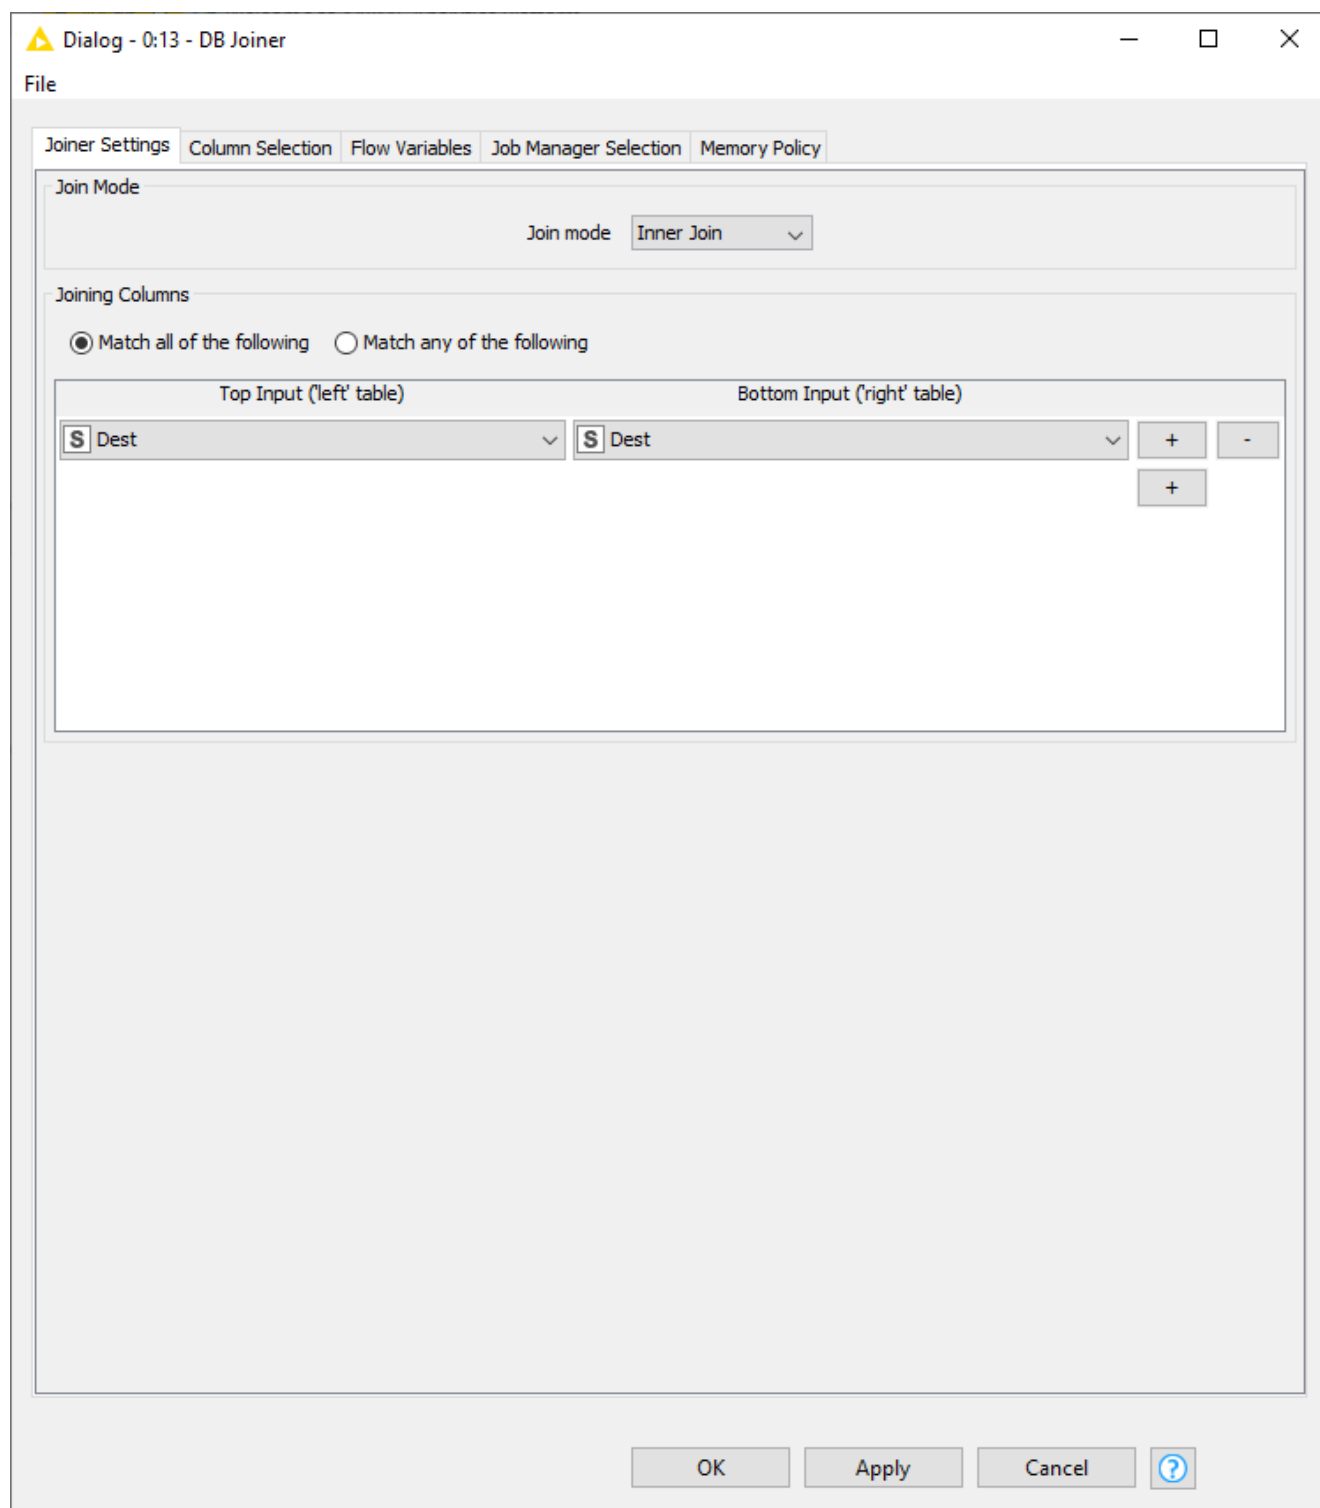 Dialog - 0:13 - DB Joiner
File
Joiner Settings Column Selection Flow Variables Job Manager Selection Memory Policy
Join Mode
Join mode Inner Join
Joining Columns
Match all of the following Match any of the following
Top Input ('left' table) Bottom Input ('right' table)
S Dest S Dest + -
+
OK Apply Cancel ?